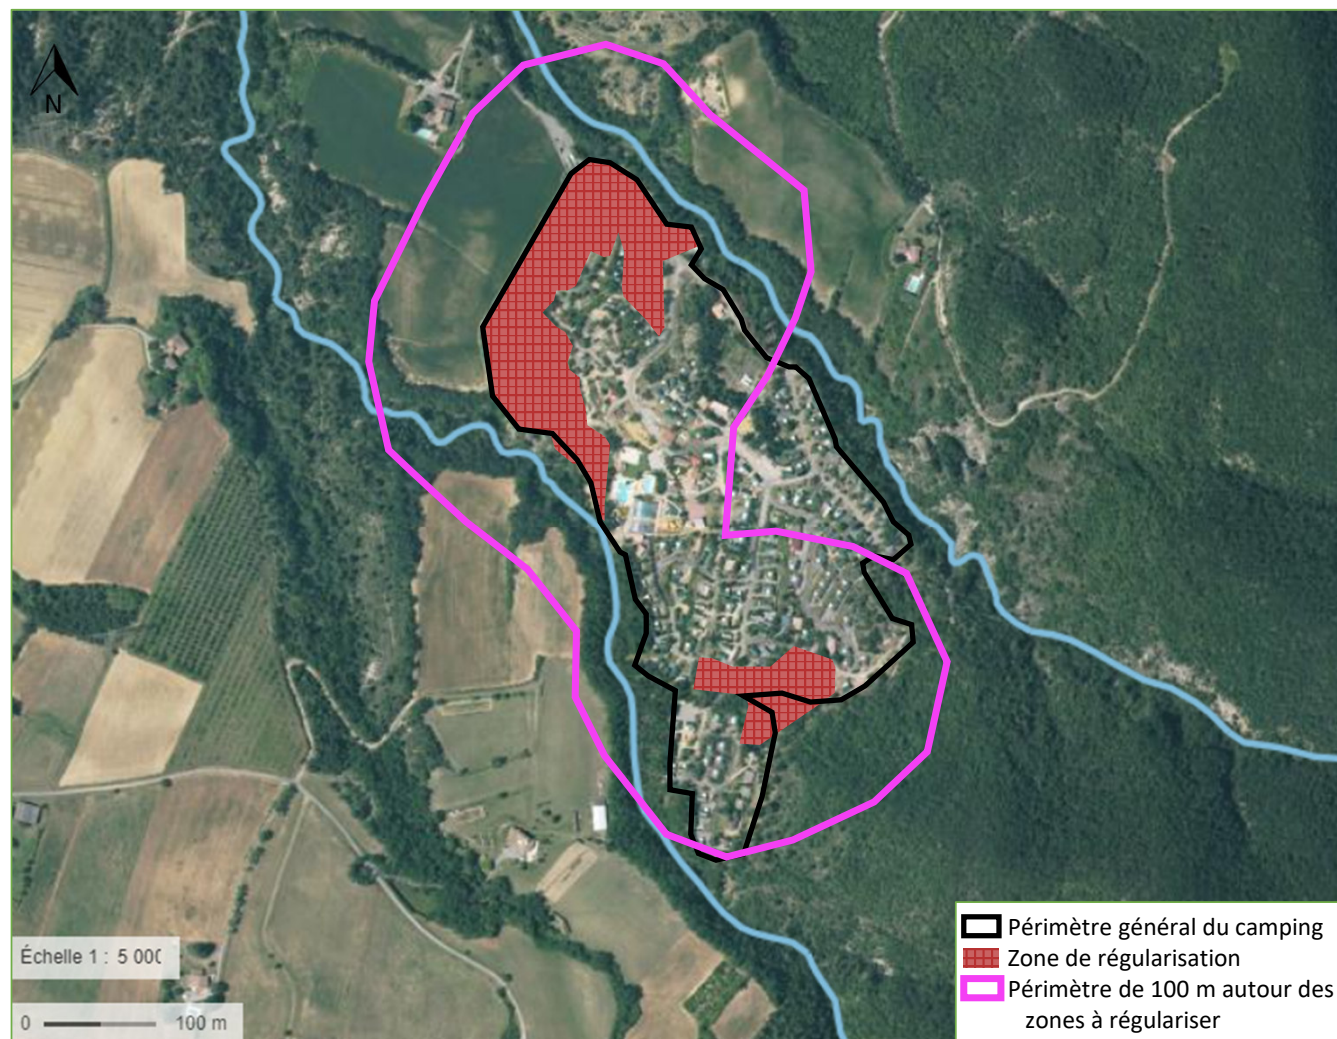 N
Périmètre général du camping
Zone de régularisation
Périmètre de 100 m autour des
zones à régulariser
Échelle 1 : 5 000
0 100 m